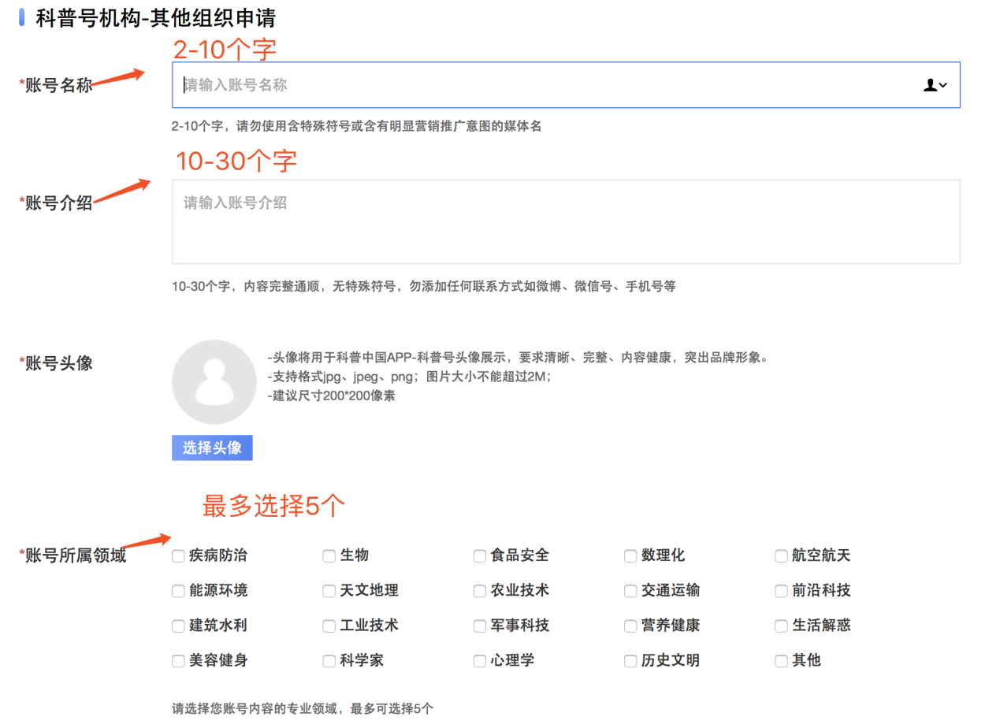 科普号机构-其他组织申请
2-10个字
*账号名称
请输入账号名称
2-10个字，请勿使用含特殊符号或含有明显营销推广意图的媒体名
10-30个字
*账号介绍
请输入账号介绍
10-30个字，内容完整通顺，无特殊符号，勿添加任何联系方式如微博、微信号、手机号等
*账号头像
-头像将用于科普中国APP-科普号头像展示，要求清晰、完整、内容健康，突出品牌形象。
-支持格式jpg、jpeg、png；图片大小不能超过2M；
-建议尺寸200*200像素
选择头像
最多选择5个
*账号所属领域
疾病防治 生物 食品安全 数理化 航空航天
能源环境 天文地理 农业技术 交通运输 前沿科技
建筑水利 工业技术 军事科技 营养健康 生活解惑
美容健身 科学家 心理学 历史文明 其他
请选择您账号内容的专业领域，最多可选择5个